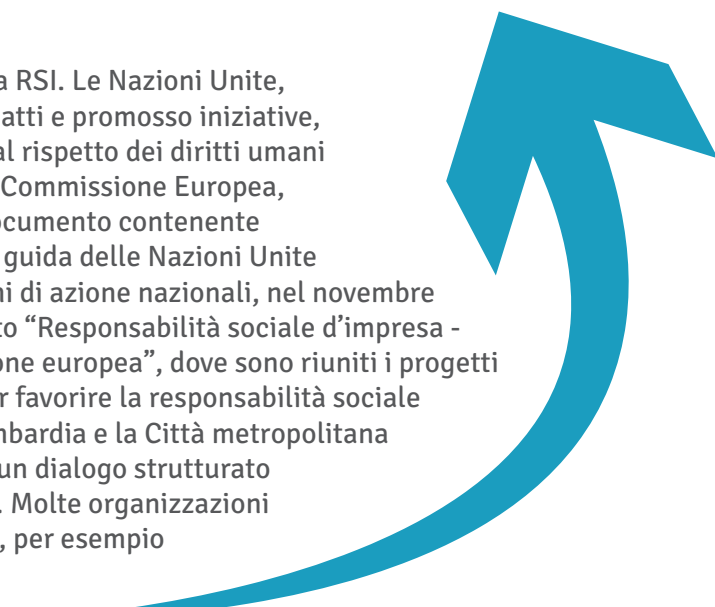 a RSI. Le Nazioni Unite,
atti e promosso iniziative,
al rispetto dei diritti umani
Commissione Europea,
ocumento contenente
guida delle Nazioni Unite
ni di azione nazionali, nel novembre
to “Responsabilità sociale d’impresa -
one europea”, dove sono riuniti i progetti
r favorire la responsabilità sociale
mbardia e la Città metropolitana
un dialogo strutturato
. Molte organizzazioni
, per esempio